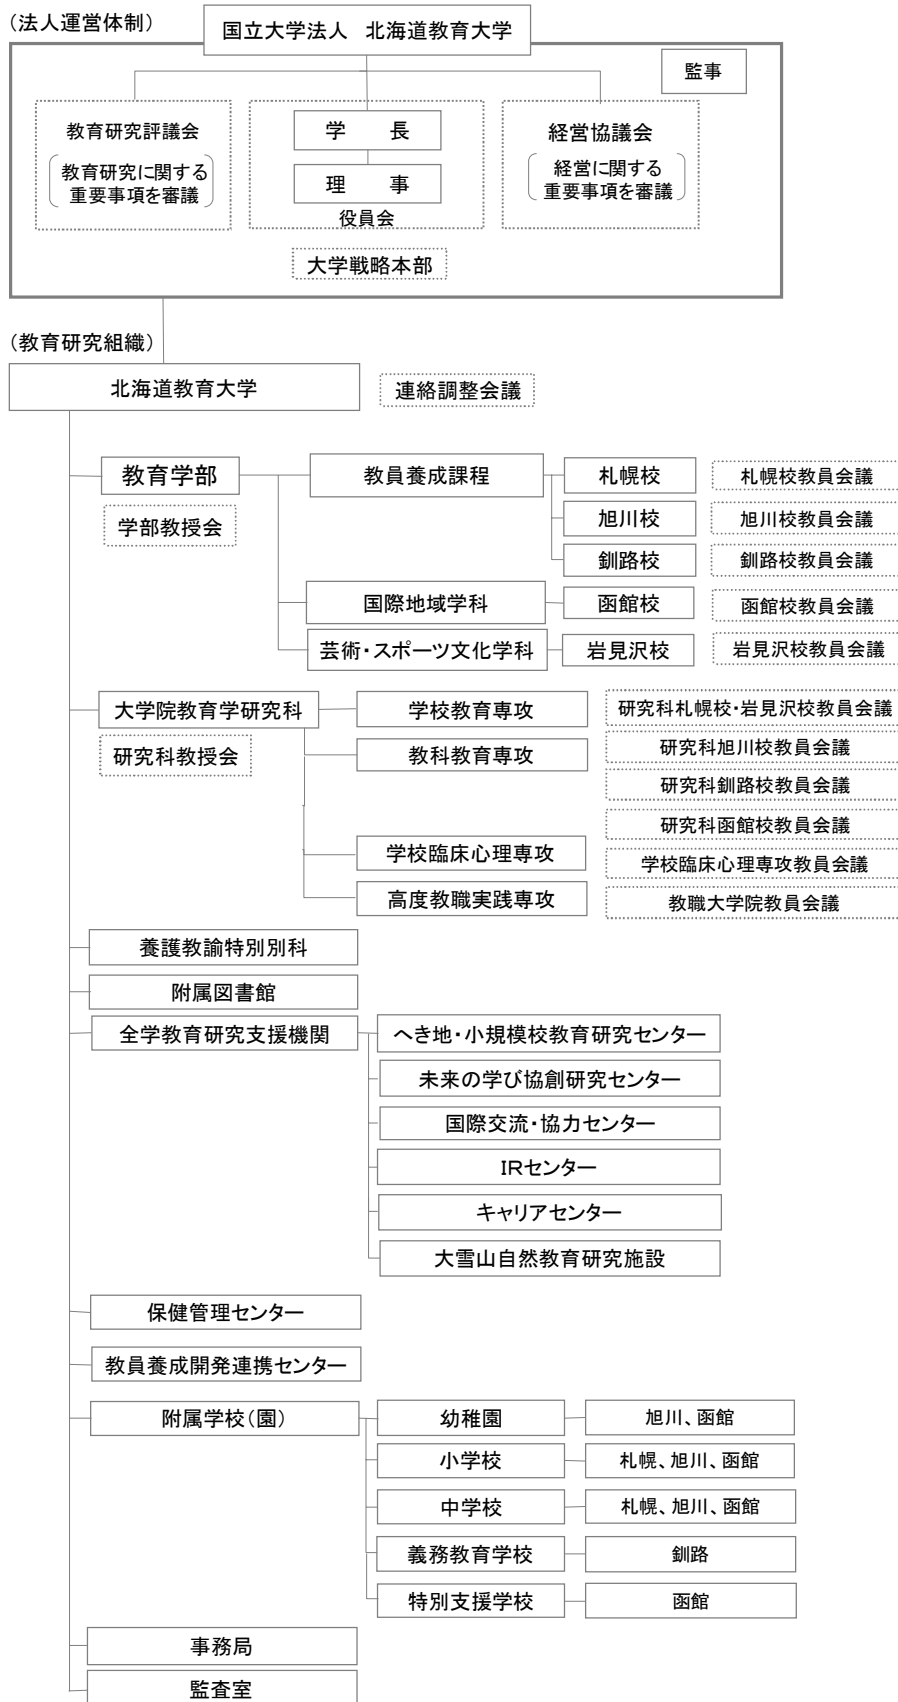 （法人運営体制）
国立大学法人　北海道教育大学
監事
教育研究評議会
教育研究に関する
重要事項を審議
学　　長
理　　事
役員会
経営協議会
経営に関する
重要事項を審議
大学戦略本部
（教育研究組織）
北海道教育大学
連絡調整会議
教育学部
学部教授会
教員養成課程
札幌校
札幌校教員会議
旭川校
旭川校教員会議
釧路校
釧路校教員会議
国際地域学科
函館校
函館校教員会議
芸術・スポーツ文化学科
岩見沢校
岩見沢校教員会議
大学院教育学研究科
研究科教授会
学校教育専攻
研究科札幌校・岩見沢校教員会議
教科教育専攻
研究科旭川校教員会議
研究科釧路校教員会議
研究科函館校教員会議
学校臨床心理専攻
学校臨床心理専攻教員会議
高度教職実践専攻
教職大学院教員会議
養護教諭特別別科
附属図書館
全学教育研究支援機関
へき地・小規模校教育研究センター
未来の学び協創研究センター
国際交流・協力センター
IRセンター
キャリアセンター
大雪山自然教育研究施設
保健管理センター
教員養成開発連携センター
附属学校（園）
幼稚園
旭川、函館
小学校
札幌、旭川、函館
中学校
札幌、旭川、函館
義務教育学校
釧路
特別支援学校
函館
事務局
監査室